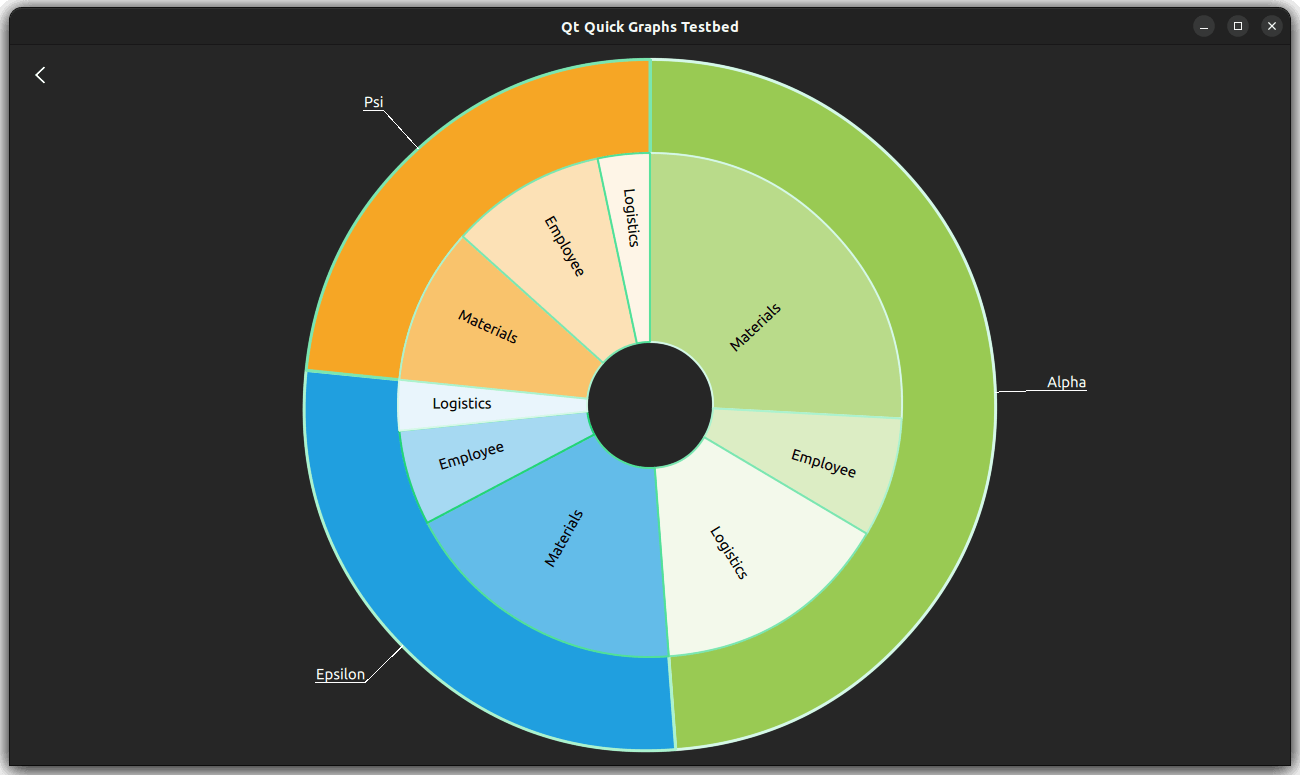 Qt Quick Graphs Testbed
Psi
Logistics
Employee
Materials
Materials
Alpha
Logistics
Employee
Employee
Materials
Logistics
Epsilon